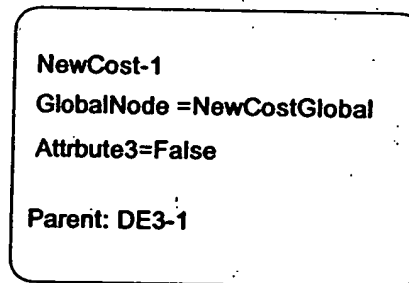 NewCost-1
GlobalNode =NewCostGlobal
Attrbute3=False
Parent: DE3-1